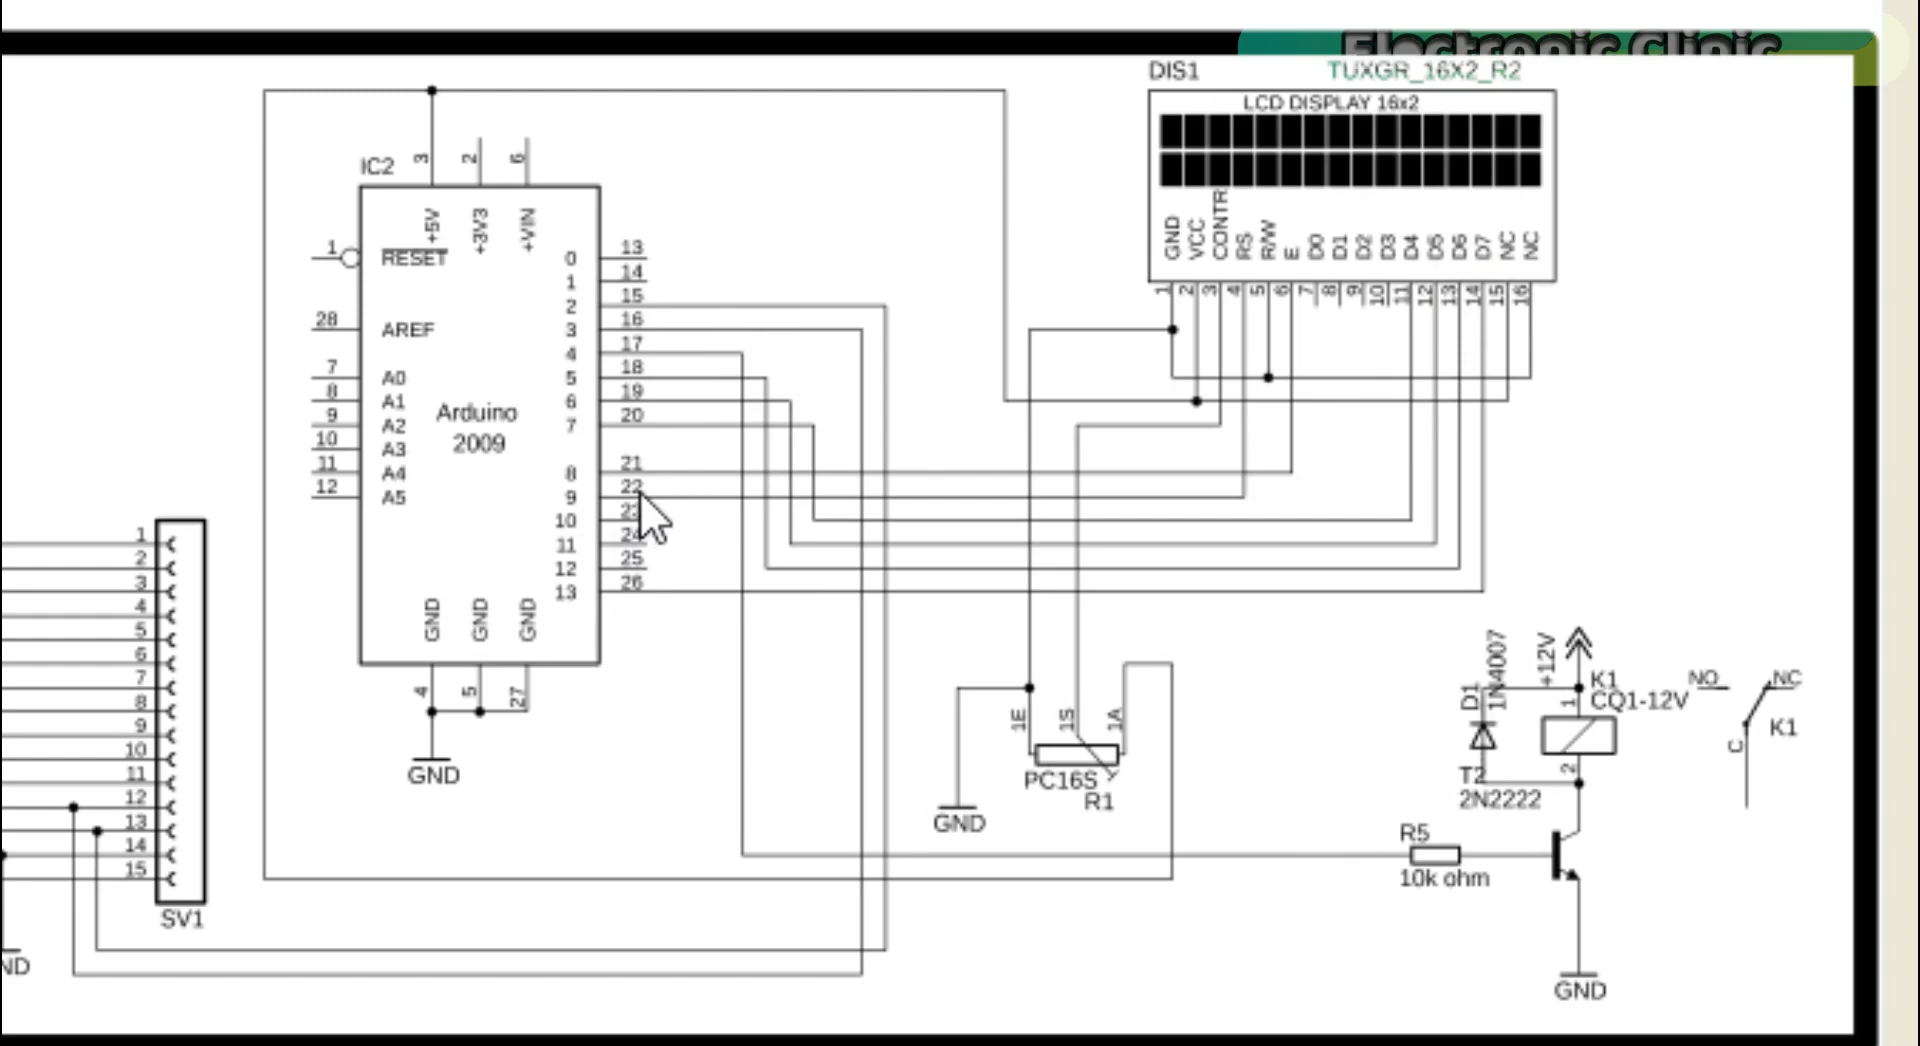 Electronic Clinic
DIS1
TUXGR_16X2_R2
LCD DISPLAY 16x2
GND
VCC
CONTR
RS
R/W
E
D0
D1
D2
D3
D4
D5
D6
D7
NC
NC
1
2
3
4
5
6
7
8
9
10
11
12
13
14
15
16
IC2
3
2
6
+5V
+3V3
+VIN
1
RESET
28
AREF
7
A0
8
A1
9
A2
10
A3
11
A4
12
A5
Arduino
2009
0
13
1
14
2
15
3
16
4
17
5
18
6
19
7
20
8
21
9
22
10
11
24
12
25
13
26
GND
GND
GND
4
5
27
GND
1
2
3
4
5
6
7
8
9
10
11
12
13
14
15
SV1
ND
1E
1S
1A
PC16S
R1
GND
D1
1N4007
+12V
K1
CQ1-12V
1
2
T2
2N2222
NO
NC
K1
C
R5
10k ohm
GND